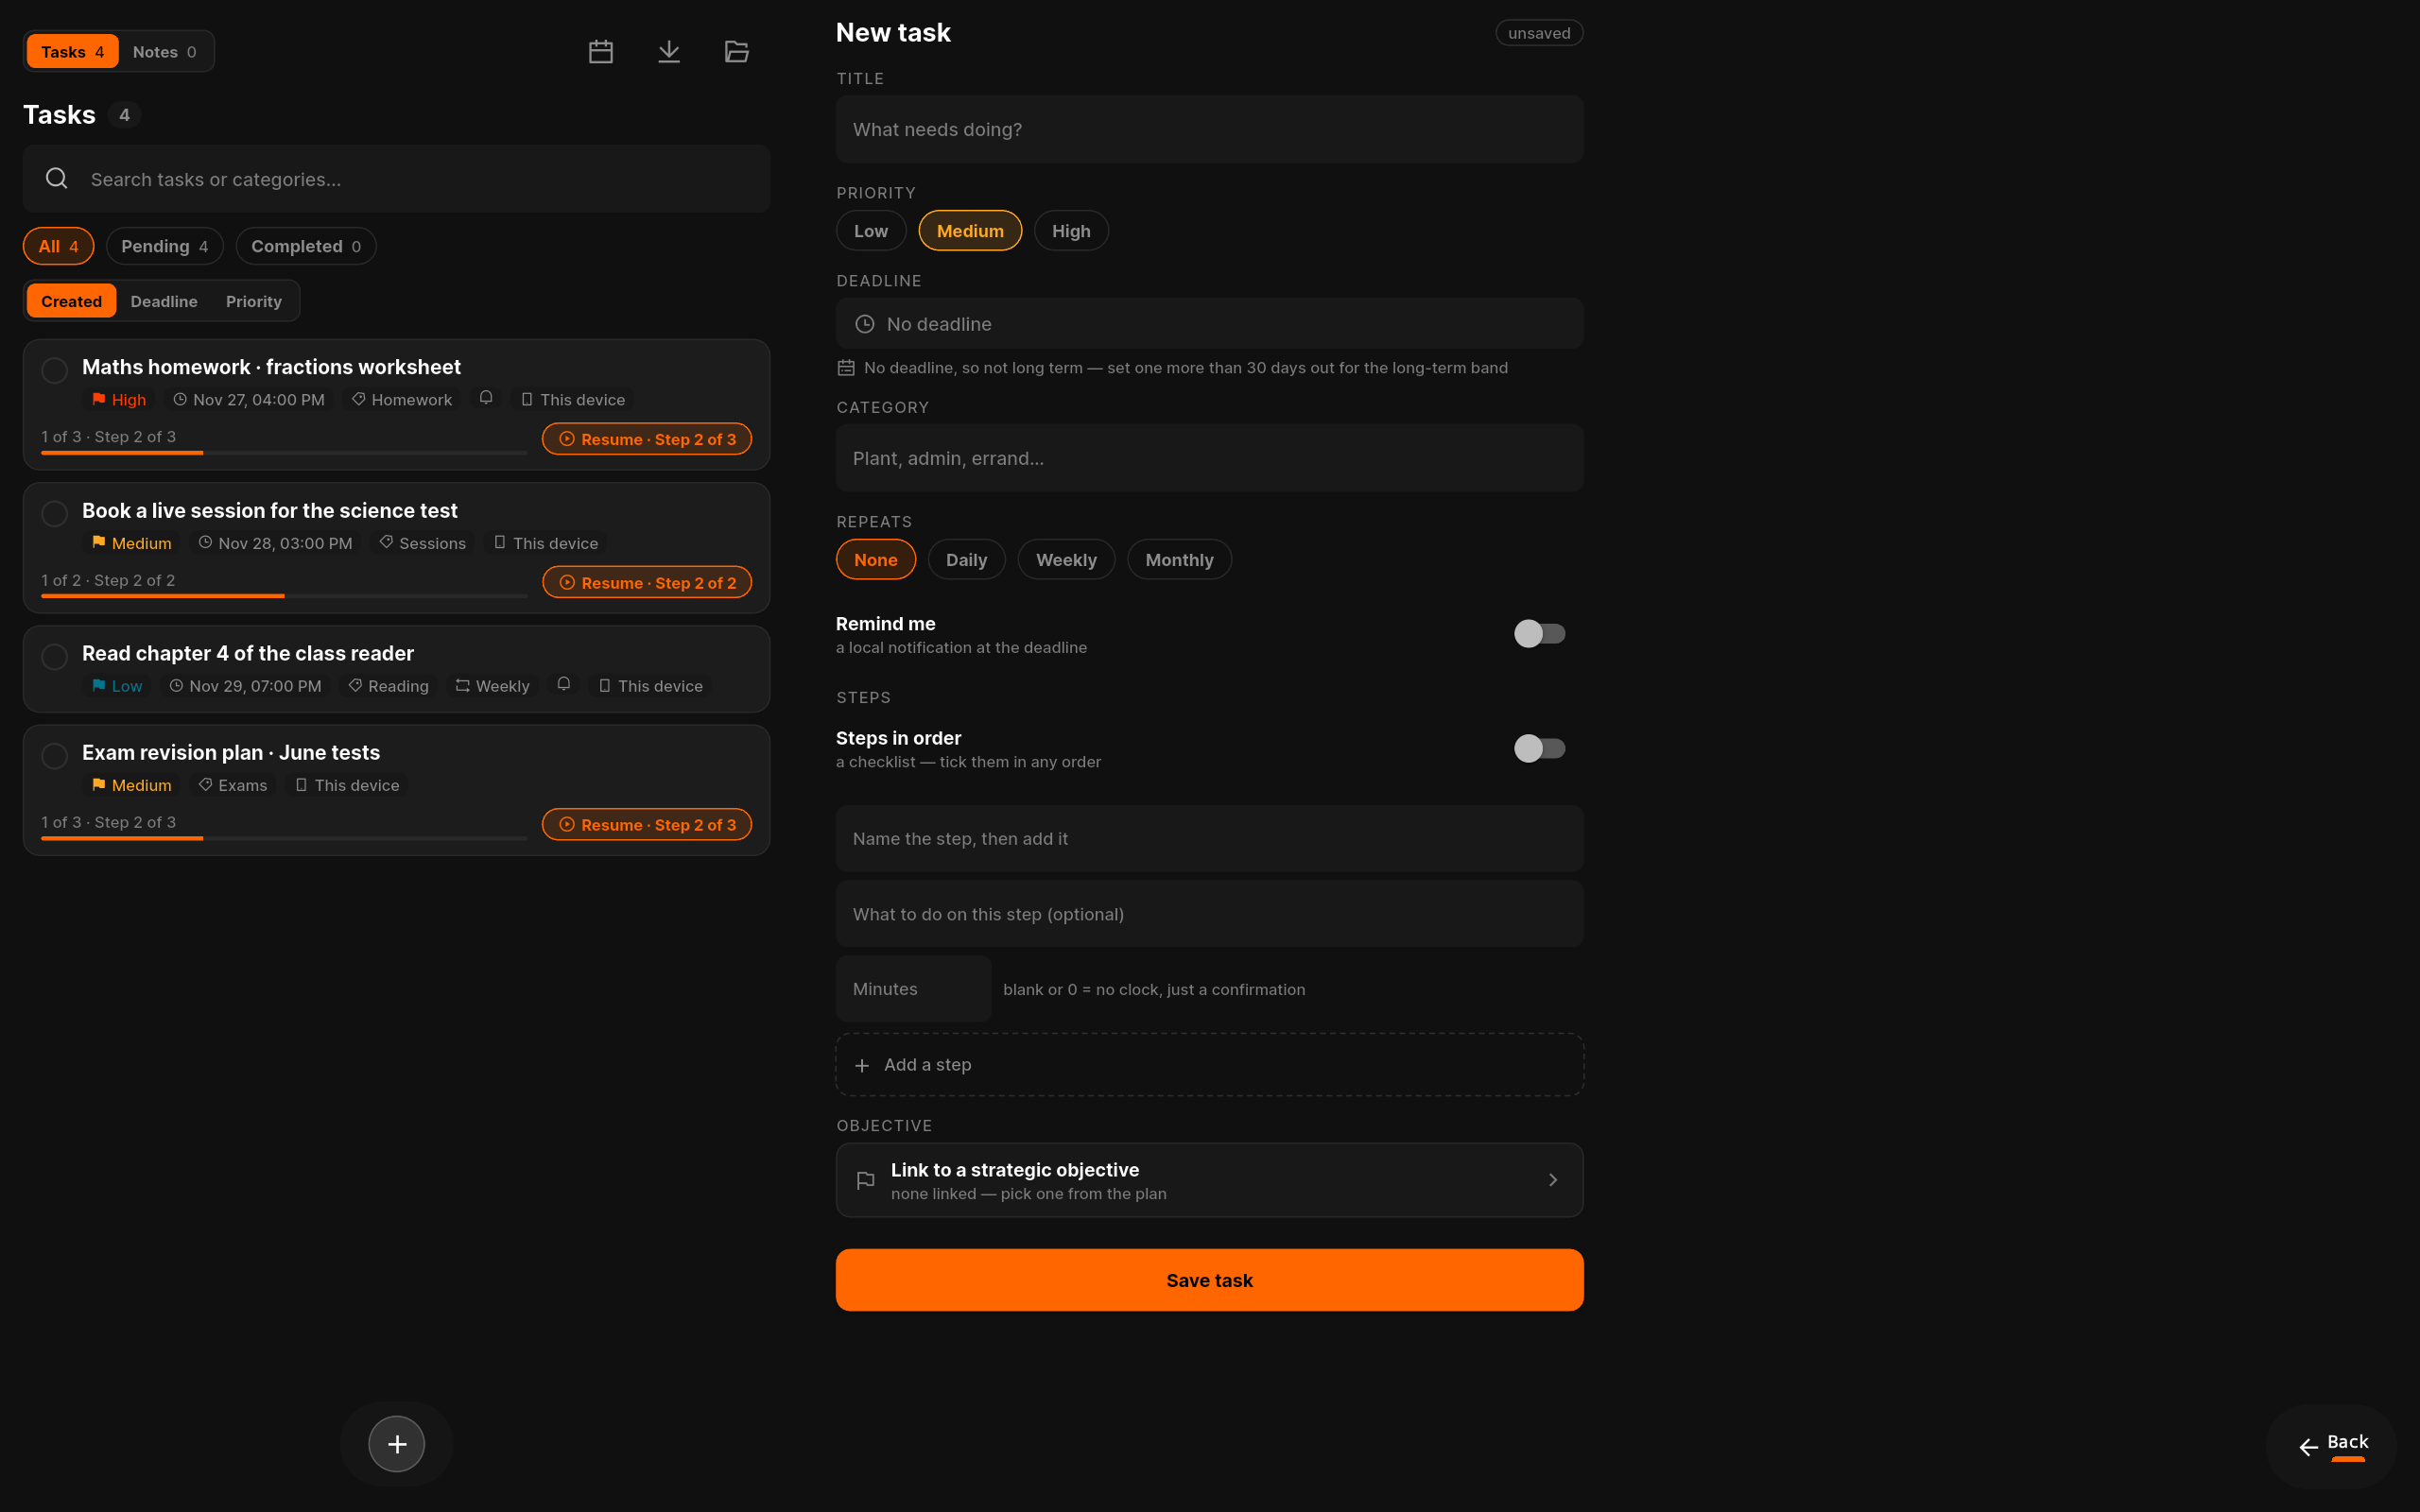 Tasks 4 Notes 0
Tasks 4
Search tasks or categories...
All 4 Pending 4 Completed 0
Created Deadline Priority
Maths homework · fractions worksheet
High Nov 27, 04:00 PM Homework This device
1 of 3 · Step 2 of 3
Resume · Step 2 of 3
Book a live session for the science test
Medium Nov 28, 03:00 PM Sessions This device
1 of 2 · Step 2 of 2
Resume · Step 2 of 2
Read chapter 4 of the class reader
Low Nov 29, 07:00 PM Reading Weekly This device
Exam revision plan · June tests
Medium Exams This device
1 of 3 · Step 2 of 3
Resume · Step 2 of 3
New task
unsaved
TITLE
What needs doing?
PRIORITY
Low Medium High
DEADLINE
No deadline
No deadline, so not long term — set one more than 30 days out for the long-term band
CATEGORY
Plant, admin, errand...
REPEATS
None Daily Weekly Monthly
Remind me
a local notification at the deadline
STEPS
Steps in order
a checklist — tick them in any order
Name the step, then add it
What to do on this step (optional)
Minutes blank or 0 = no clock, just a confirmation
Add a step
OBJECTIVE
Link to a strategic objective
none linked — pick one from the plan
Save task
Back